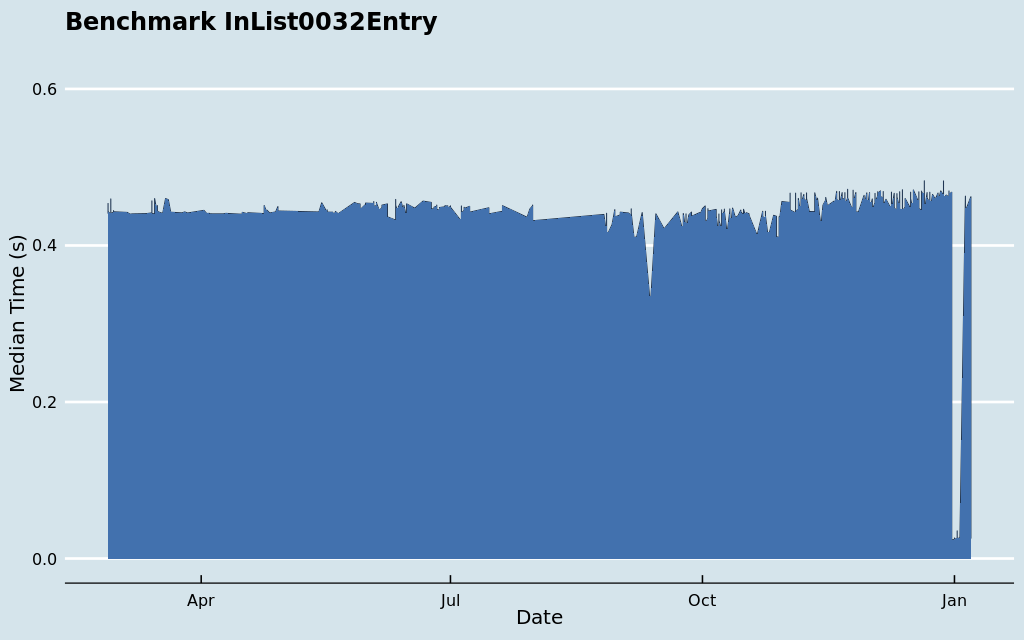 Benchmark InList0032Entry
Median Time (s)
0.6
0.4
0.2
0.0
Apr
Jul
Oct
Jan
Date